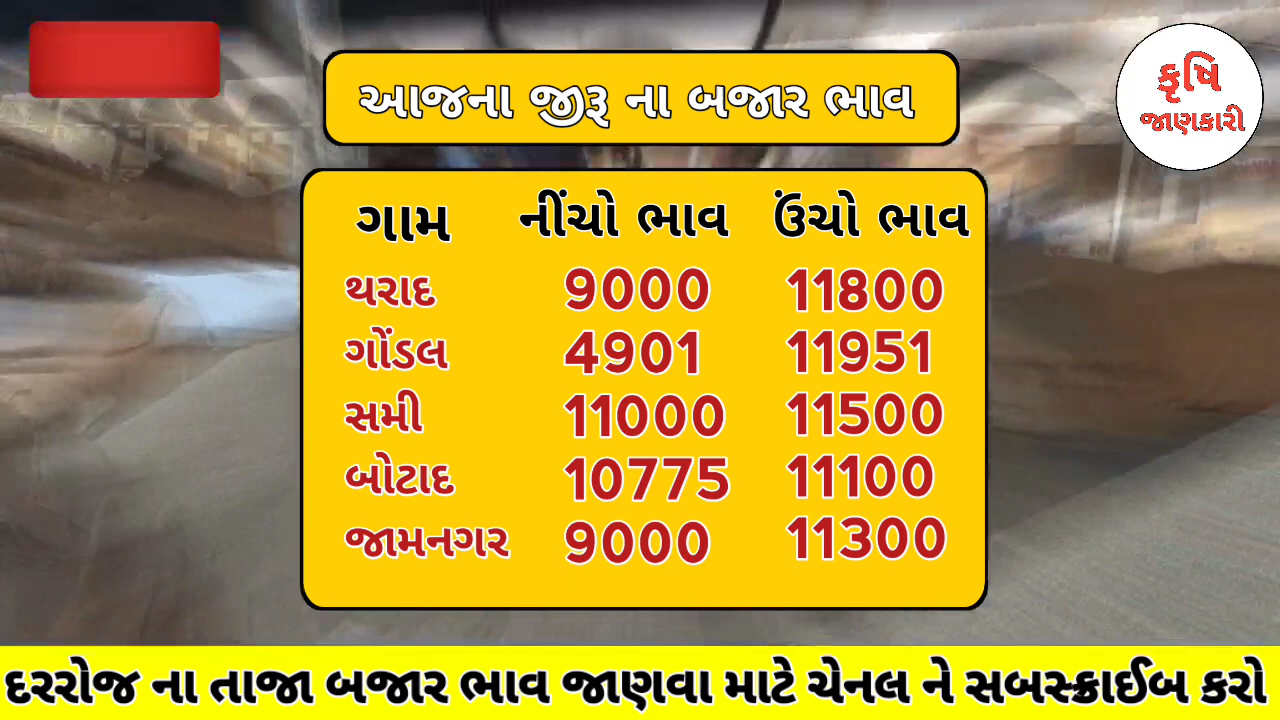 આજના જીરૂ ના બજાર ભાવ
કૃષિ
જાણકારી
ગામ નીંચો ભાવ ઉંચો ભાવ
થરાદ 9000 11800
ગોંડલ 4901 11951
સમી 11000 11500
બોટાદ 10775 11100
જામનગર 9000 11300
દરરોજ ના તાજા બજાર ભાવ જાણવા માટે ચેનલ ને સબસ્ક્રાઈબ કરો